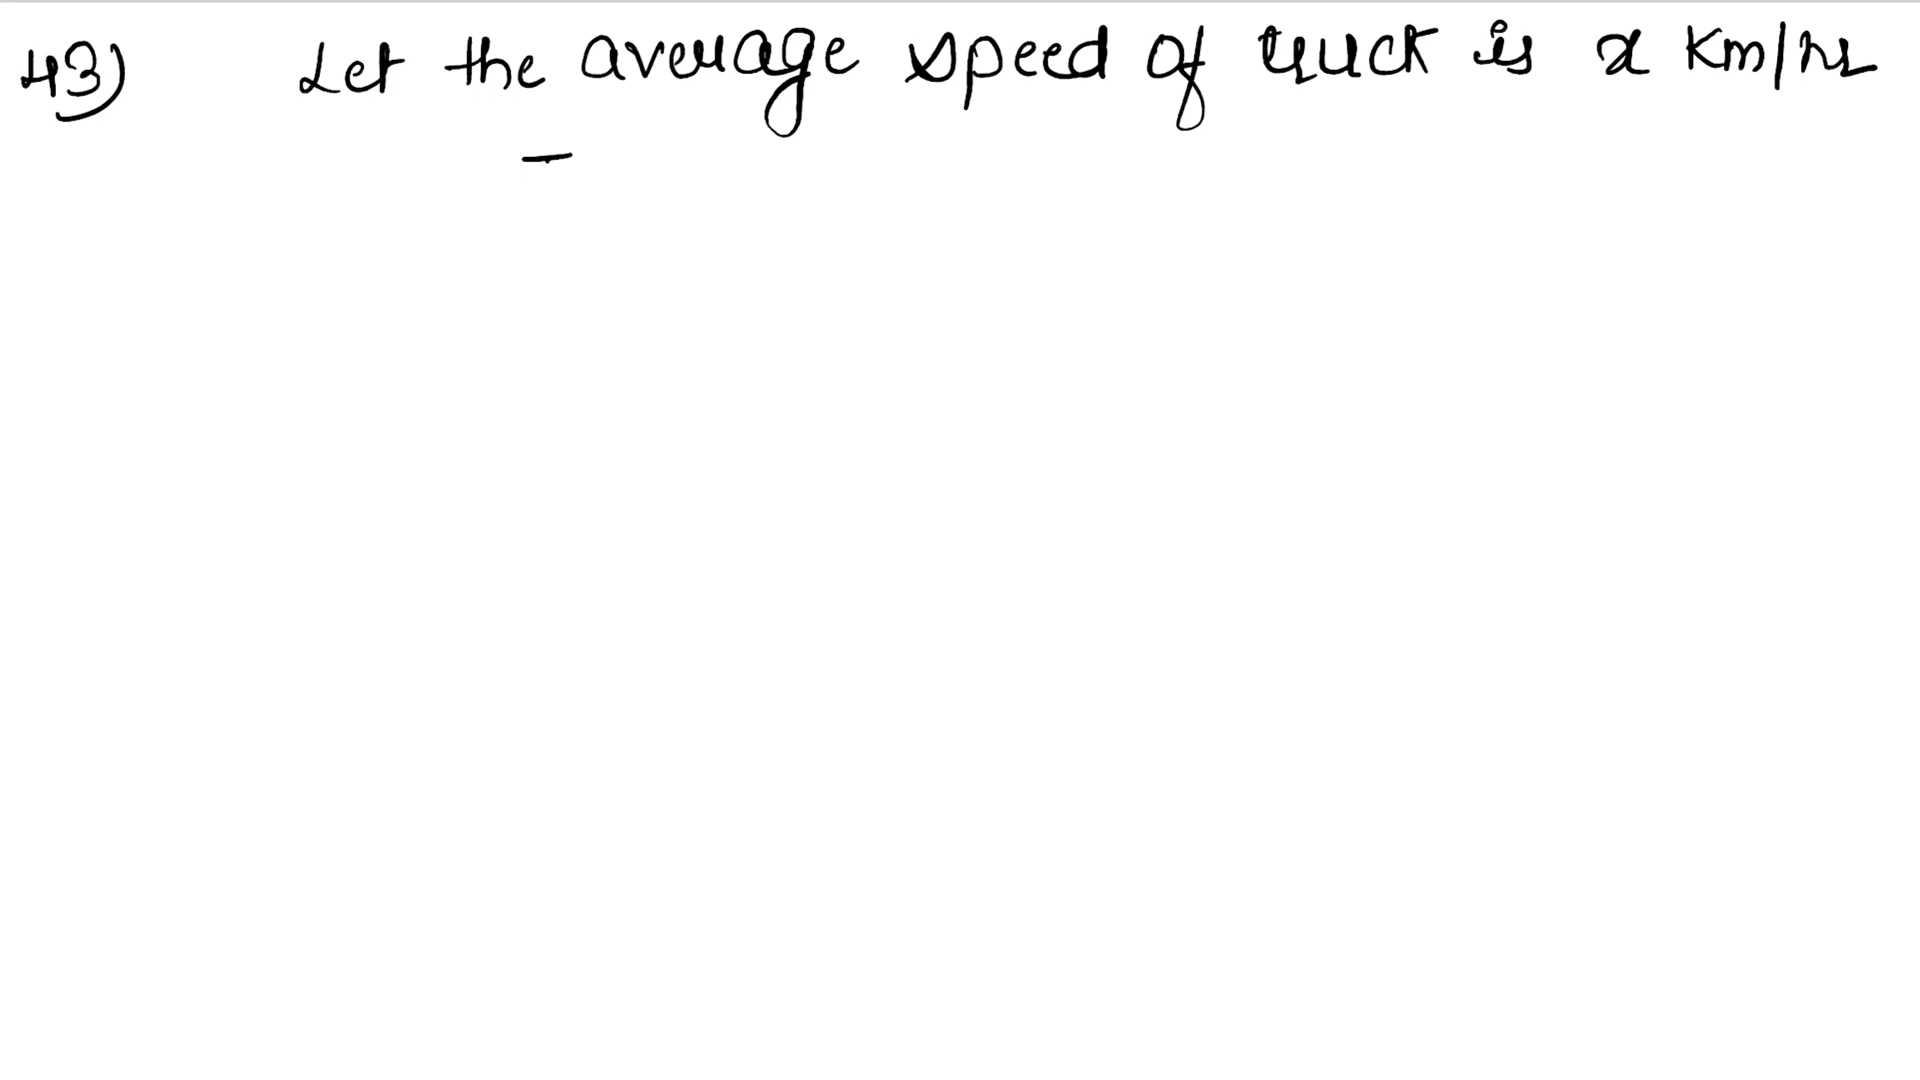 43) Let the average speed of truck is x Km/hr
-